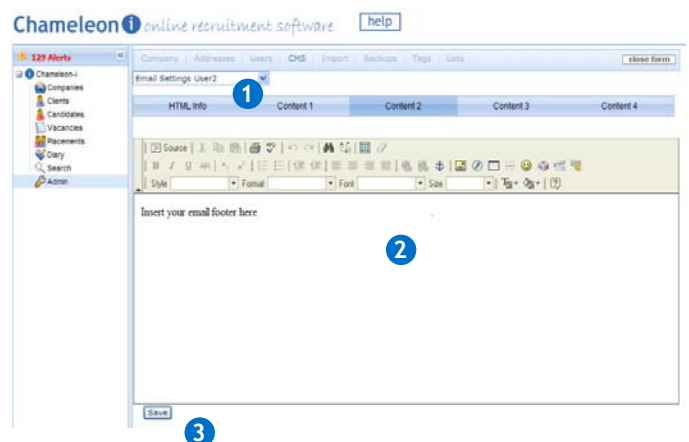 Chameleon i online recruitment software help
129 Alerts
Company Addresses Users CMS Import Backups Tags Lists close form
Chameleon-i
Email Settings User2
1
Companies
Clients
Candidates
Vacancies
Placements
Diary
Search
Admin
HTML Info Content 1 Content 2 Content 3 Content 4
Source
B I U ABC
Style Format Font Size
Insert your email footer here
2
Save
3